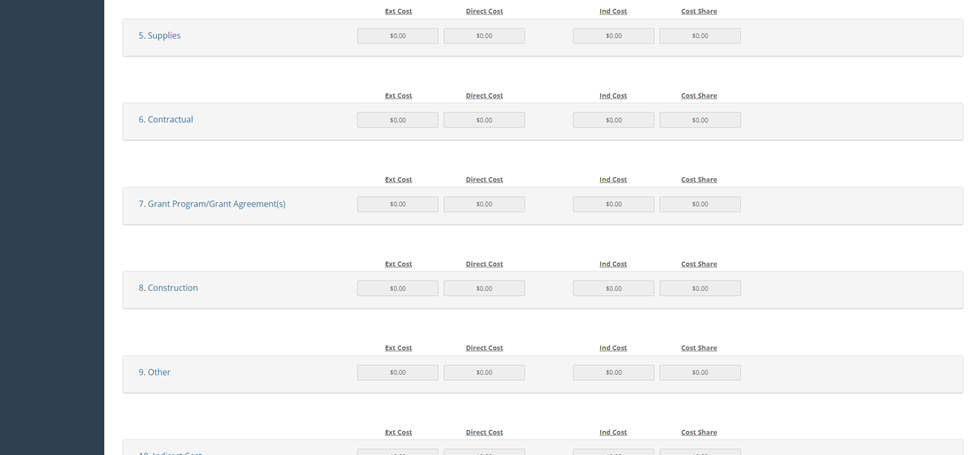 Ext Cost Direct Cost Ind Cost Cost Share
5. Supplies $0.00 $0.00 $0.00 $0.00
Ext Cost Direct Cost Ind Cost Cost Share
6. Contractual $0.00 $0.00 $0.00 $0.00
Ext Cost Direct Cost Ind Cost Cost Share
7. Grant Program/Grant Agreement(s) $0.00 $0.00 $0.00 $0.00
Ext Cost Direct Cost Ind Cost Cost Share
8. Construction $0.00 $0.00 $0.00 $0.00
Ext Cost Direct Cost Ind Cost Cost Share
9. Other $0.00 $0.00 $0.00 $0.00
Ext Cost Direct Cost Ind Cost Cost Share
10. Indirect Cost